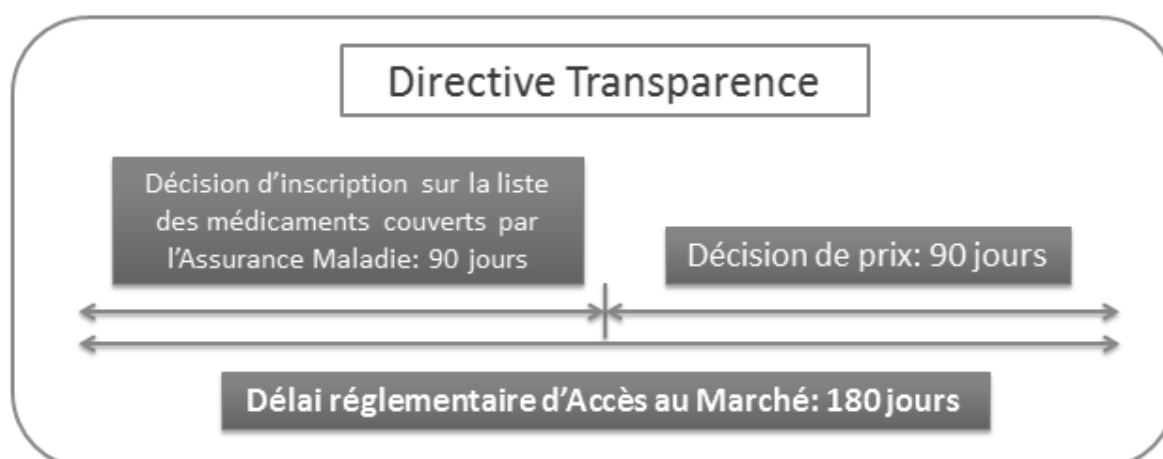 Directive Transparence
Décision d’inscription sur la liste
des médicaments couverts par
l’Assurance Maladie: 90 jours
Décision de prix: 90 jours
Délai réglementaire d’Accès au Marché: 180 jours